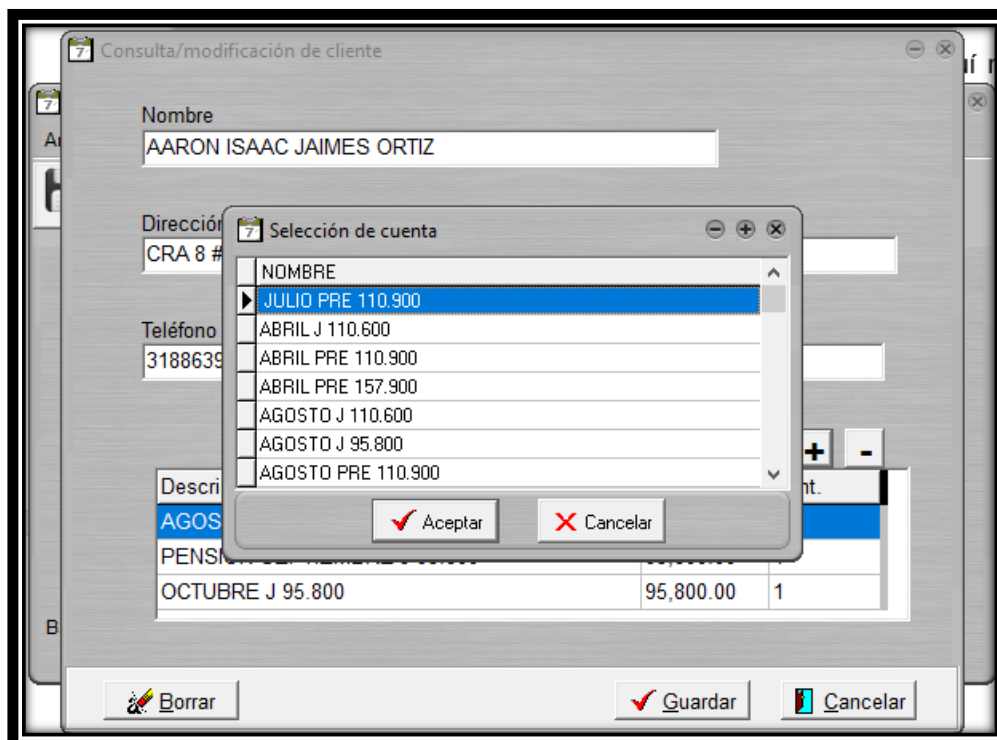 Consulta/modificación de cliente
Nombre
AARON ISAAC JAIMES ORTIZ
Dirección
CRA 8 #
Selección de cuenta
NOMBRE
JULIO PRE 110.900
ABRIL J 110.600
ABRIL PRE 110.900
ABRIL PRE 157.900
AGOSTO J 110.600
AGOSTO J 95.800
AGOSTO PRE 110.900
Aceptar
Cancelar
Teléfono
3188639
+ -
Descri
nt.
AGOS
OCTUBRE J 95.800 95,800.00 1
Borrar
Guardar
Cancelar